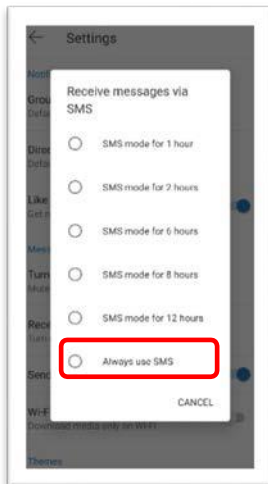 Settings
Receive messages via
SMS
SMS mode for 1 hour
SMS mode for 2 hours
SMS mode for 6 hours
SMS mode for 8 hours
SMS mode for 12 hours
Always use SMS
CANCEL
Download media only on WI-FI
Themes